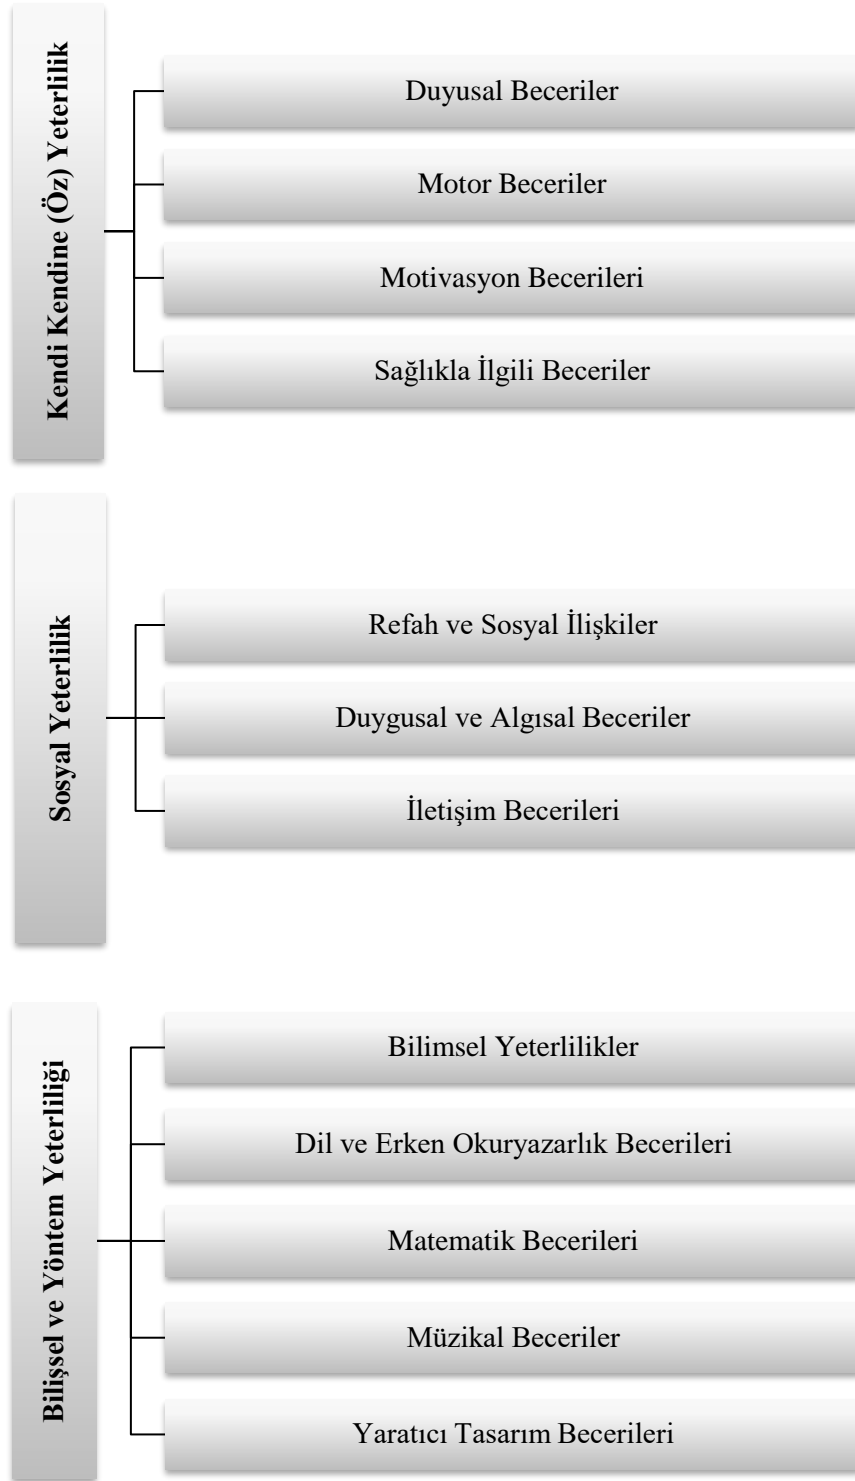 Kendi Kendine (Öz) Yeterlilik
Duyusal Beceriler
Motor Beceriler
Motivasyon Becerileri
Sağlıkla İlgili Beceriler
Sosyal Yeterlilik
Refah ve Sosyal İlişkiler
Duygusal ve Algısal Beceriler
İletişim Becerileri
Bilişsel ve Yöntem Yeterliliği
Bilimsel Yeterlilikler
Dil ve Erken Okuryazarlık Becerileri
Matematik Becerileri
Müzikal Beceriler
Yaratıcı Tasarım Becerileri